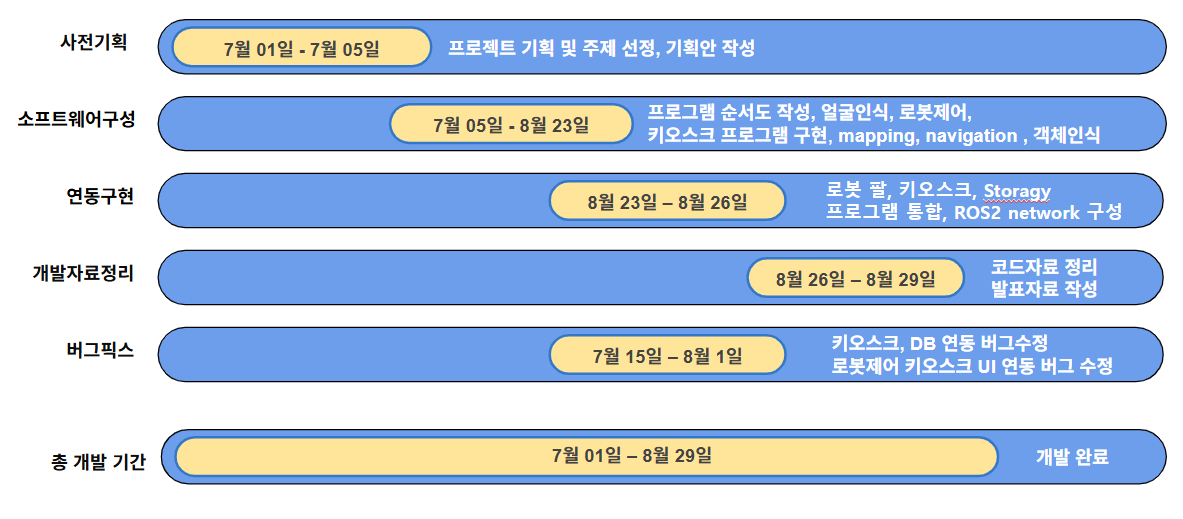 사전기획
7월 01일 - 7월 05일
프로젝트 기획 및 주제 선정, 기획안 작성
소프트웨어구성
7월 05일 - 8월 23일
프로그램 순서도 작성, 얼굴인식, 로봇제어,
키오스크 프로그램 구현, mapping, navigation , 객체인식
연동구현
8월 23일 – 8월 26일
로봇 팔, 키오스크, Storagy
프로그램 통합, ROS2 network 구성
개발자료정리
8월 26일 – 8월 29일
코드자료 정리
발표자료 작성
버그픽스
7월 15일 – 8월 1일
키오스크, DB 연동 버그수정
로봇제어 키오스크 UI 연동 버그 수정
총 개발 기간
7월 01일 – 8월 29일
개발 완료